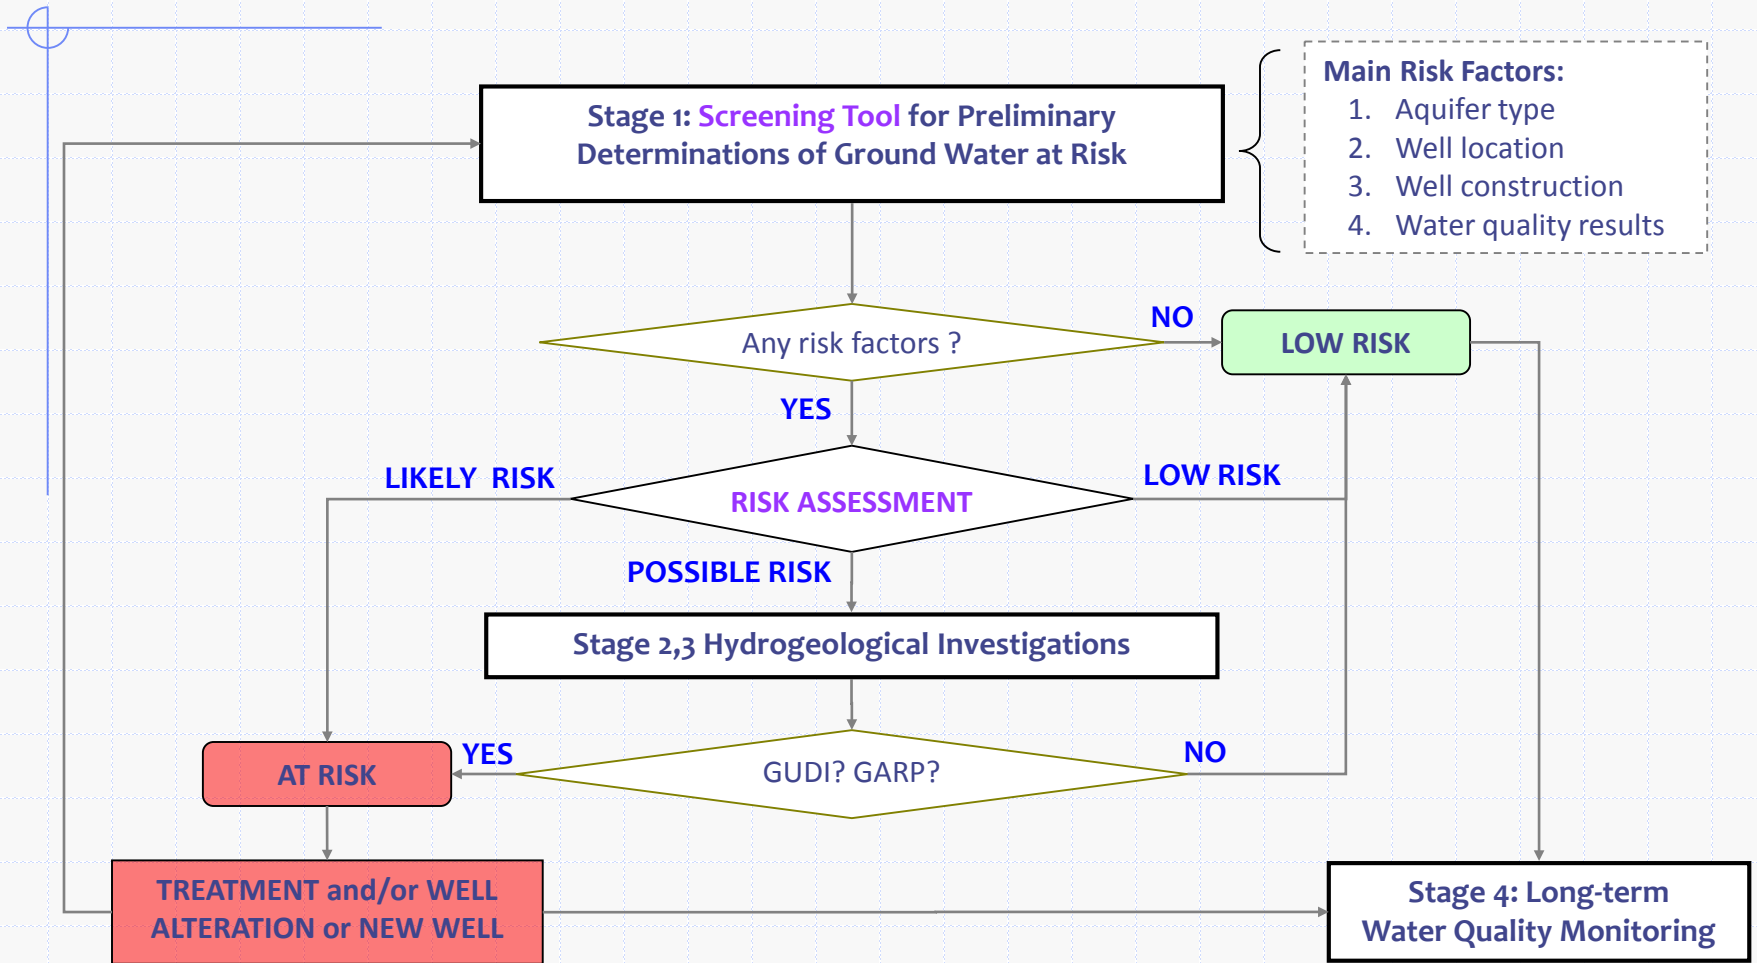 Stage 1: Screening Tool for Preliminary
Determinations of Ground Water at Risk
Main Risk Factors:
1. Aquifer type
2. Well location
3. Well construction
4. Water quality results
Any risk factors ?
NO
LOW RISK
YES
LIKELY RISK
RISK ASSESSMENT
LOW RISK
POSSIBLE RISK
Stage 2,3 Hydrogeological Investigations
AT RISK
YES
GUDI? GARP?
NO
TREATMENT and/or WELL
ALTERATION or NEW WELL
Stage 4: Long-term
Water Quality Monitoring